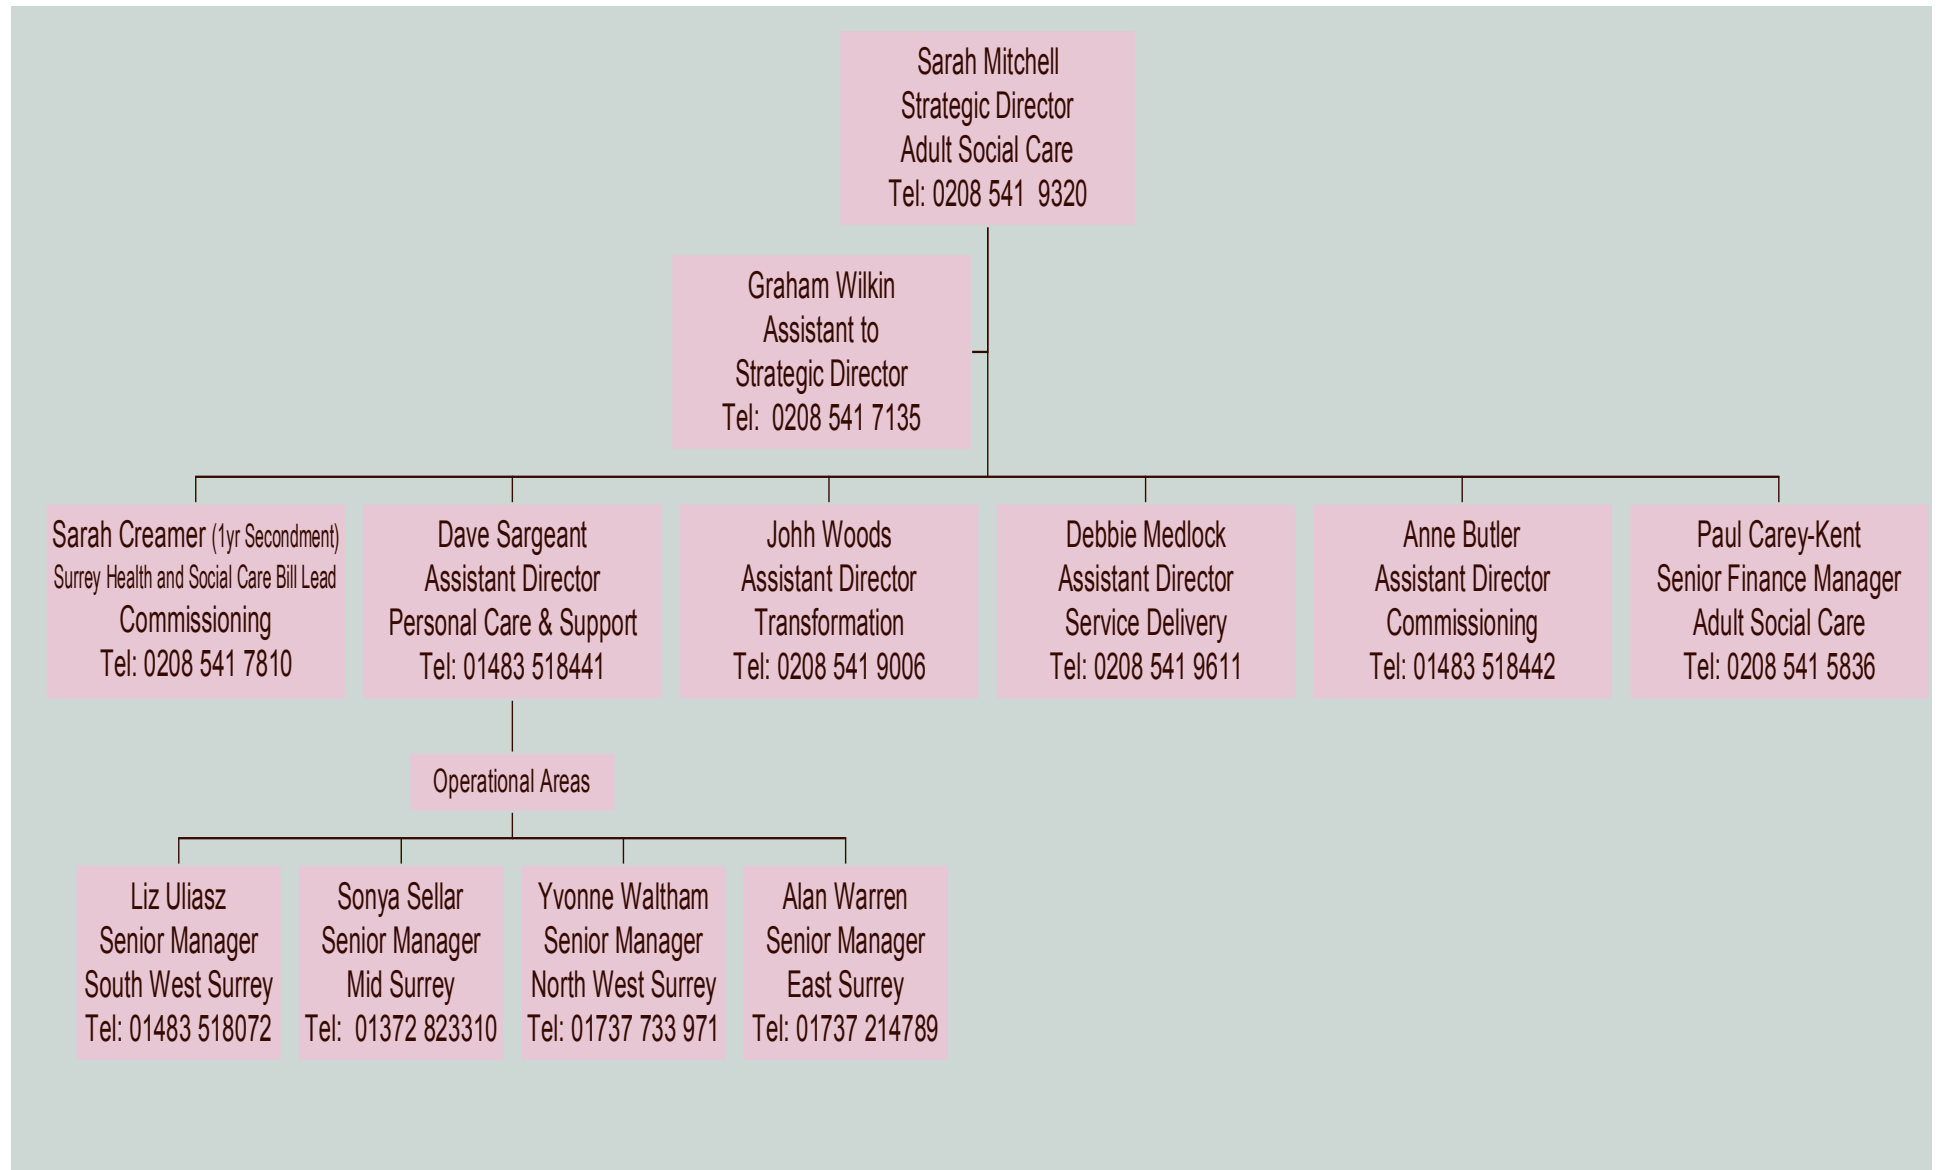 Sarah Mitchell
Strategic Director
Adult Social Care
Tel: 0208 541  9320
Graham Wilkin
Assistant to
Strategic Director
Tel:  0208 541 7135
Sarah Creamer (1yr Secondment)
Surrey Health and Social Care Bill Lead
Commissioning
Tel: 0208 541 7810
Dave Sargeant
Assistant Director
Personal Care & Support
Tel: 01483 518441
Johh Woods
Assistant Director
Transformation
Tel: 0208 541 9006
Debbie Medlock
Assistant Director
Service Delivery
Tel: 0208 541 9611
Anne Butler
Assistant Director
Commissioning
Tel: 01483 518442
Paul Carey-Kent
Senior Finance Manager
Adult Social Care
Tel: 0208 541 5836
Operational Areas
Liz Uliasz
Senior Manager
South West Surrey
Tel: 01483 518072
Sonya Sellar
Senior Manager
Mid Surrey
Tel:  01372 823310
Yvonne Waltham
Senior Manager
North West Surrey
Tel: 01737 733 971
Alan Warren
Senior Manager
East Surrey
Tel: 01737 214789